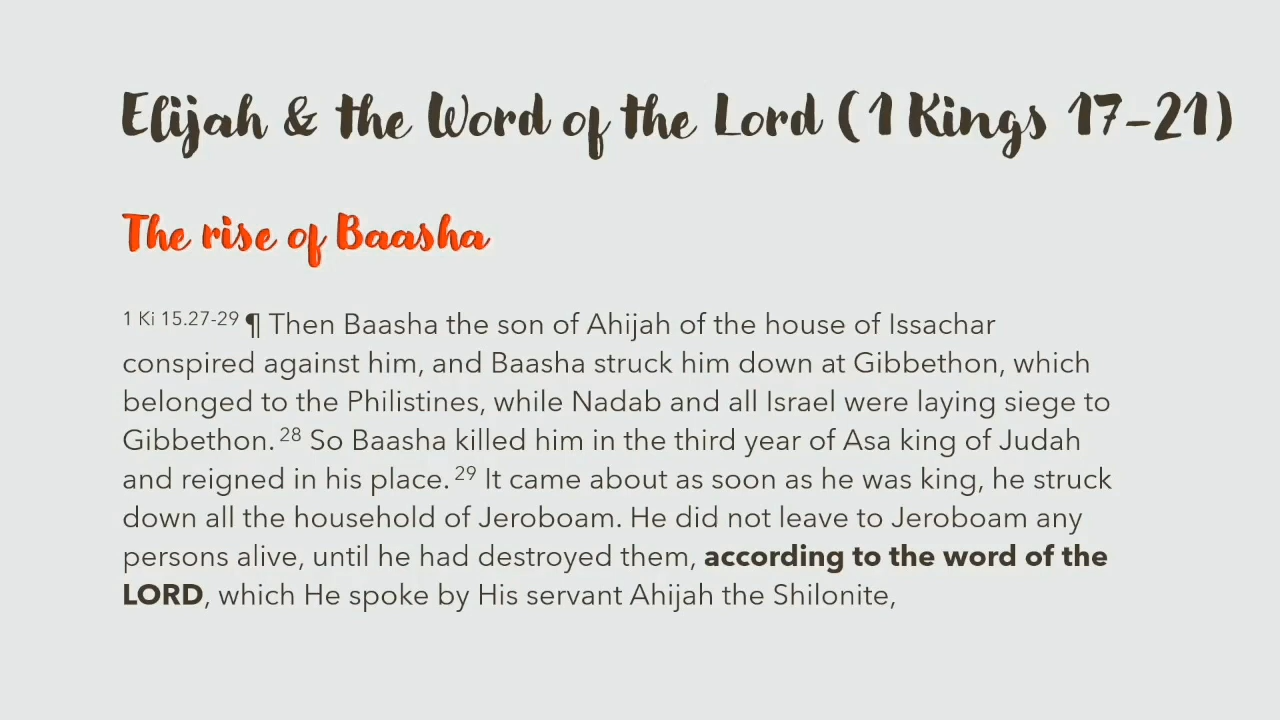 Elijah & the Word of the Lord (1 Kings 17-21)
The rise of Baasha
1 Ki 15.27-29 ¶ Then Baasha the son of Ahijah of the house of Issachar
conspired against him, and Baasha struck him down at Gibbethon, which
belonged to the Philistines, while Nadab and all Israel were laying siege to
Gibbethon. 28 So Baasha killed him in the third year of Asa king of Judah
and reigned in his place. 29 It came about as soon as he was king, he struck
down all the household of Jeroboam. He did not leave to Jeroboam any
persons alive, until he had destroyed them, according to the word of the
LORD, which He spoke by His servant Ahijah the Shilonite,